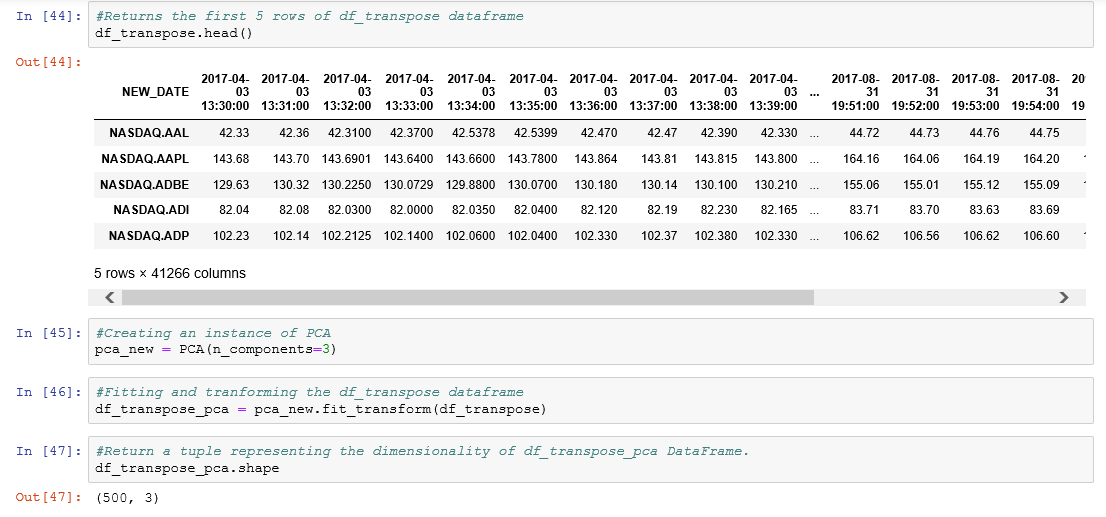 In [44]: #Returns the first 5 rows of df_transpose dataframe
df_transpose.head()
Out[44]:
NEW_DATE 2017-04-03 13:30:00 2017-04-03 13:31:00 2017-04-03 13:32:00 2017-04-03 13:33:00 2017-04-03 13:34:00 2017-04-03 13:35:00 2017-04-03 13:36:00 2017-04-03 13:37:00 2017-04-03 13:38:00 2017-04-03 13:39:00 ... 2017-08-31 19:51:00 2017-08-31 19:52:00 2017-08-31 19:53:00 2017-08-31 19:54:00 20 19
NASDAQ.AAL 42.33 42.36 42.3100 42.3700 42.5378 42.5399 42.470 42.47 42.390 42.330 ... 44.72 44.73 44.76 44.75
NASDAQ.AAPL 143.68 143.70 143.6901 143.6400 143.6600 143.7800 143.864 143.81 143.815 143.800 ... 164.16 164.06 164.19 164.20
NASDAQ.ADBE 129.63 130.32 130.2250 130.0729 129.8800 130.0700 130.180 130.14 130.100 130.210 ... 155.06 155.01 155.12 155.09
NASDAQ.ADI 82.04 82.08 82.0300 82.0000 82.0350 82.0400 82.120 82.19 82.230 82.165 ... 83.71 83.70 83.63 83.69
NASDAQ.ADP 102.23 102.14 102.2125 102.1400 102.0600 102.0400 102.330 102.37 102.380 102.330 ... 106.62 106.56 106.62 106.60
5 rows × 41266 columns
In [45]: #Creating an instance of PCA
pca_new = PCA(n_components=3)
In [46]: #Fitting and tranforming the df_transpose dataframe
df_transpose_pca = pca_new.fit_transform(df_transpose)
In [47]: #Return a tuple representing the dimensionality of df_transpose_pca DataFrame.
df_transpose_pca.shape
Out[47]: (500, 3)